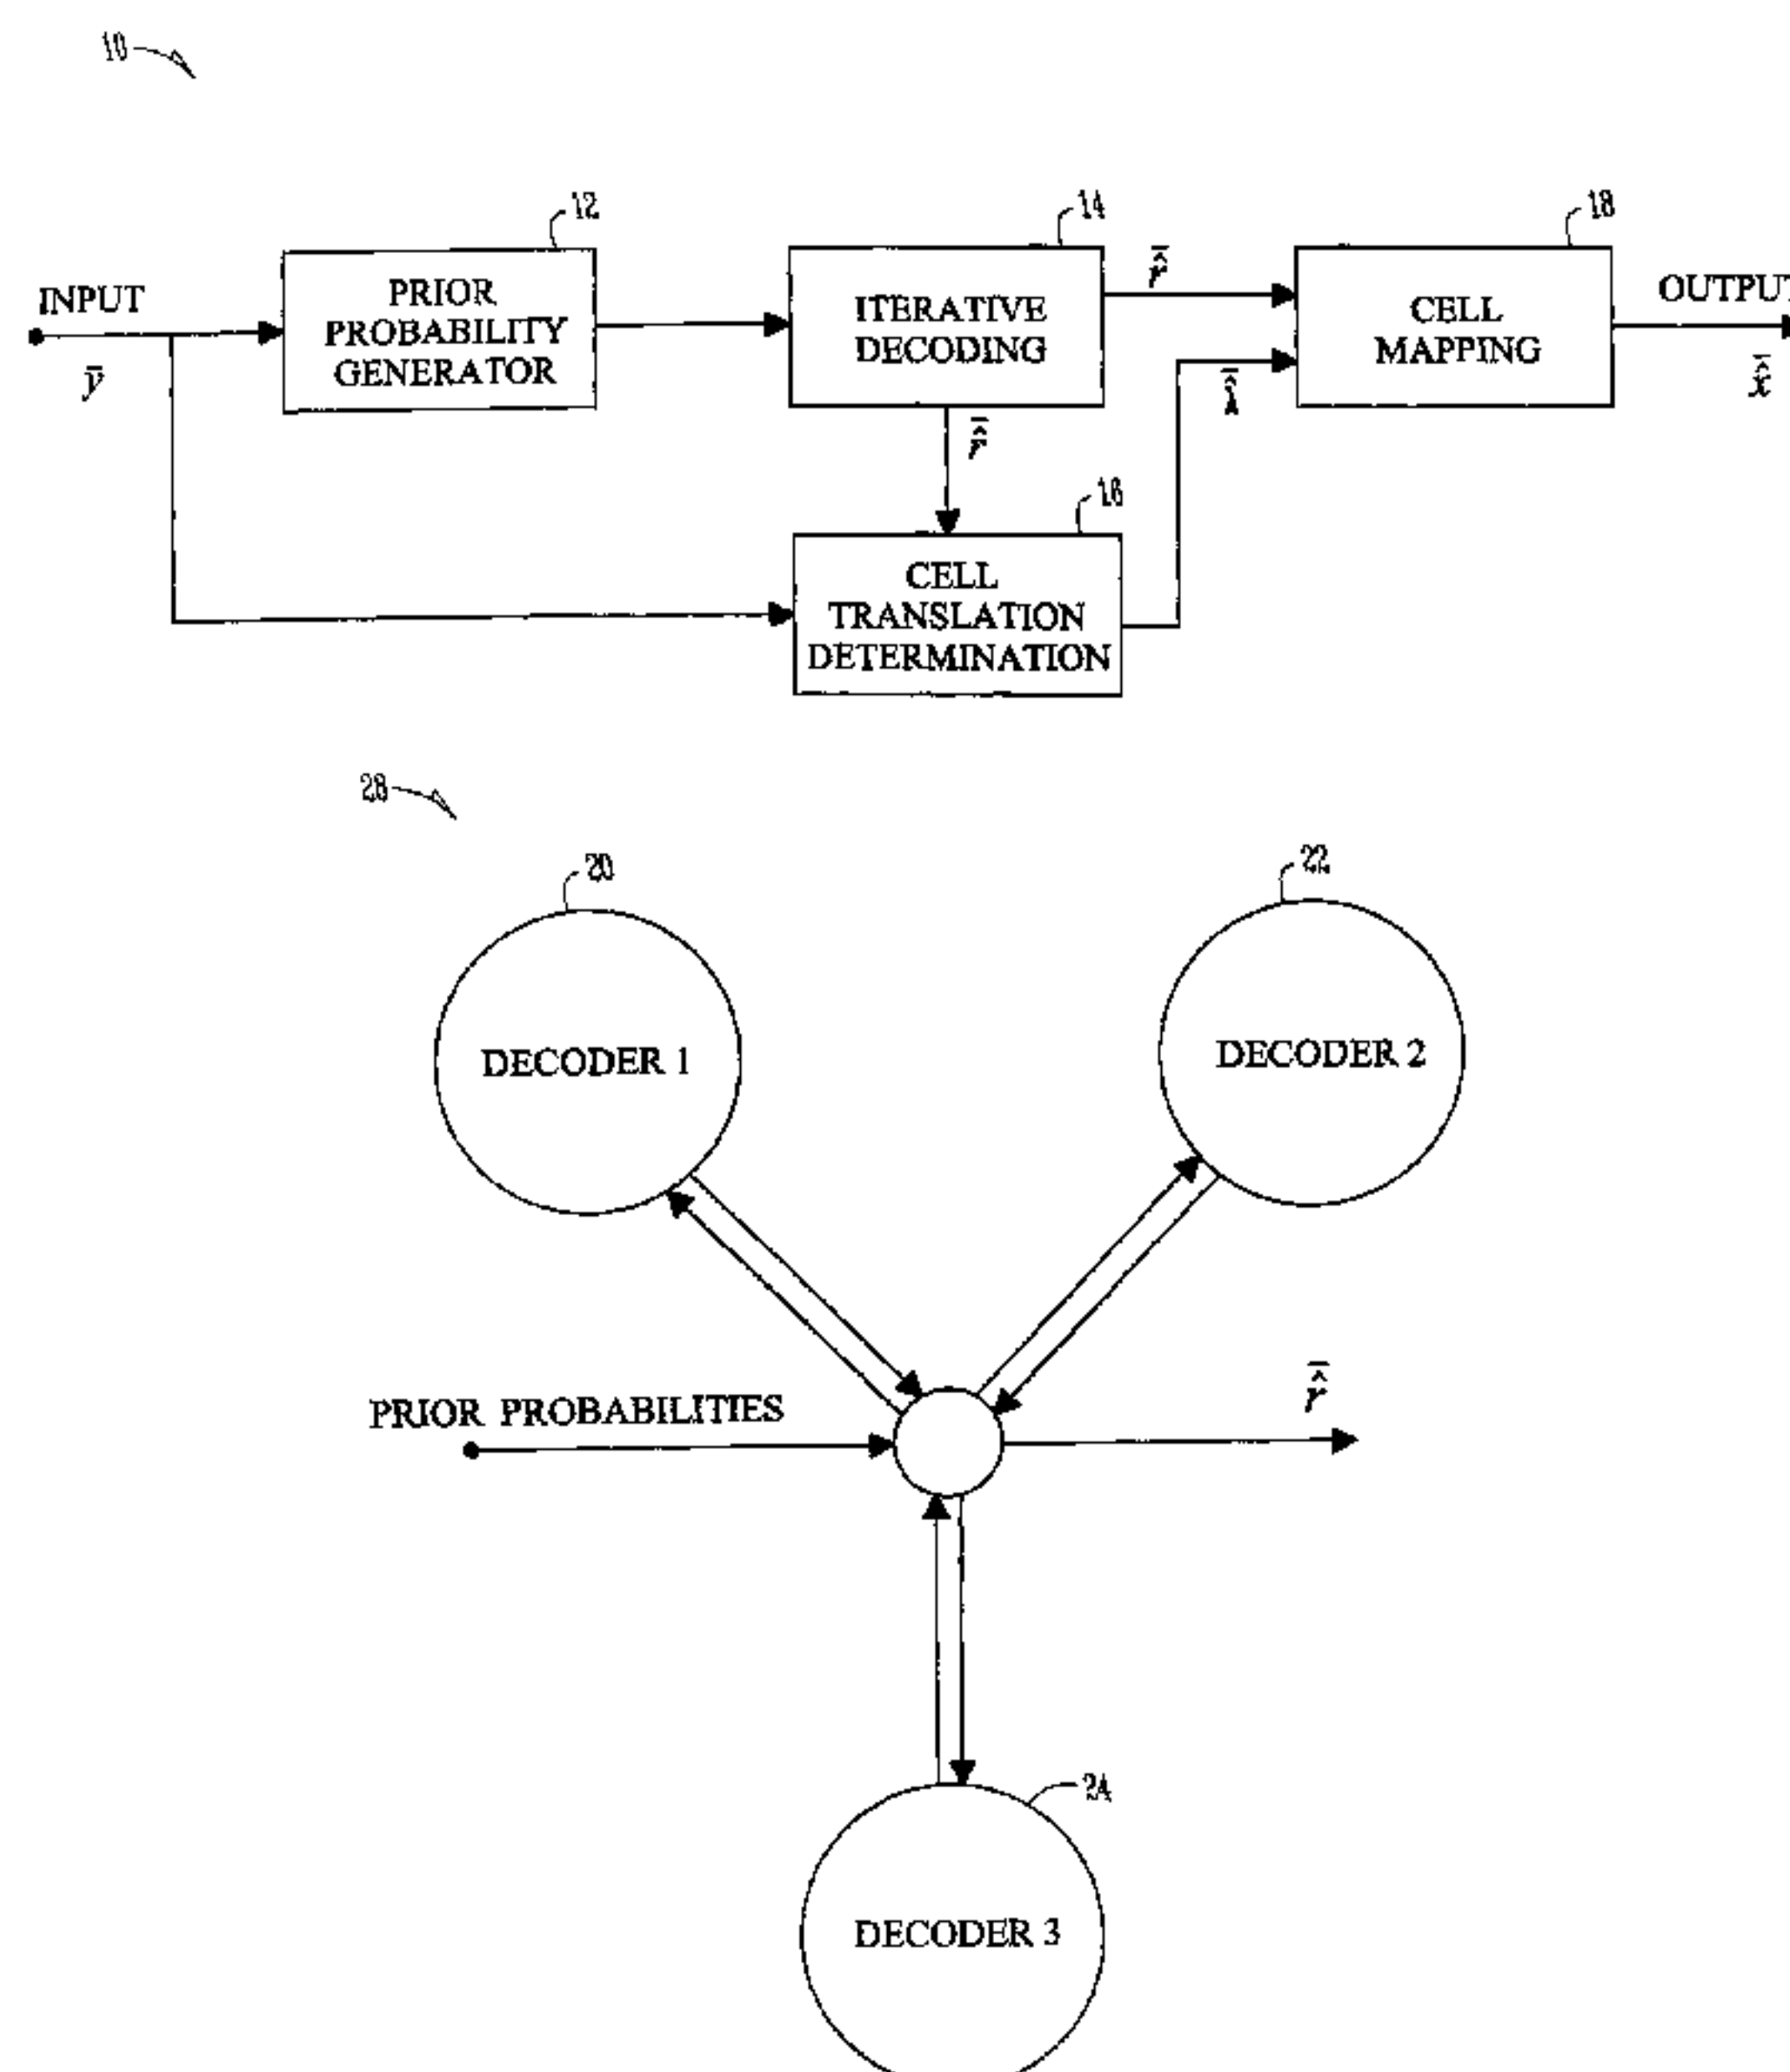 10
12
14
18
INPUT
ȳ
PRIOR
PROBABILITY
GENERATOR
ITERATIVE
DECODING
r̂̄
CELL
MAPPING
OUTPUT
x̂̄
r̂̄
16
CELL
TRANSLATION
DETERMINATION
28
20
22
DECODER 1
DECODER 2
PRIOR PROBABILITIES
r̂̄
24
DECODER 3